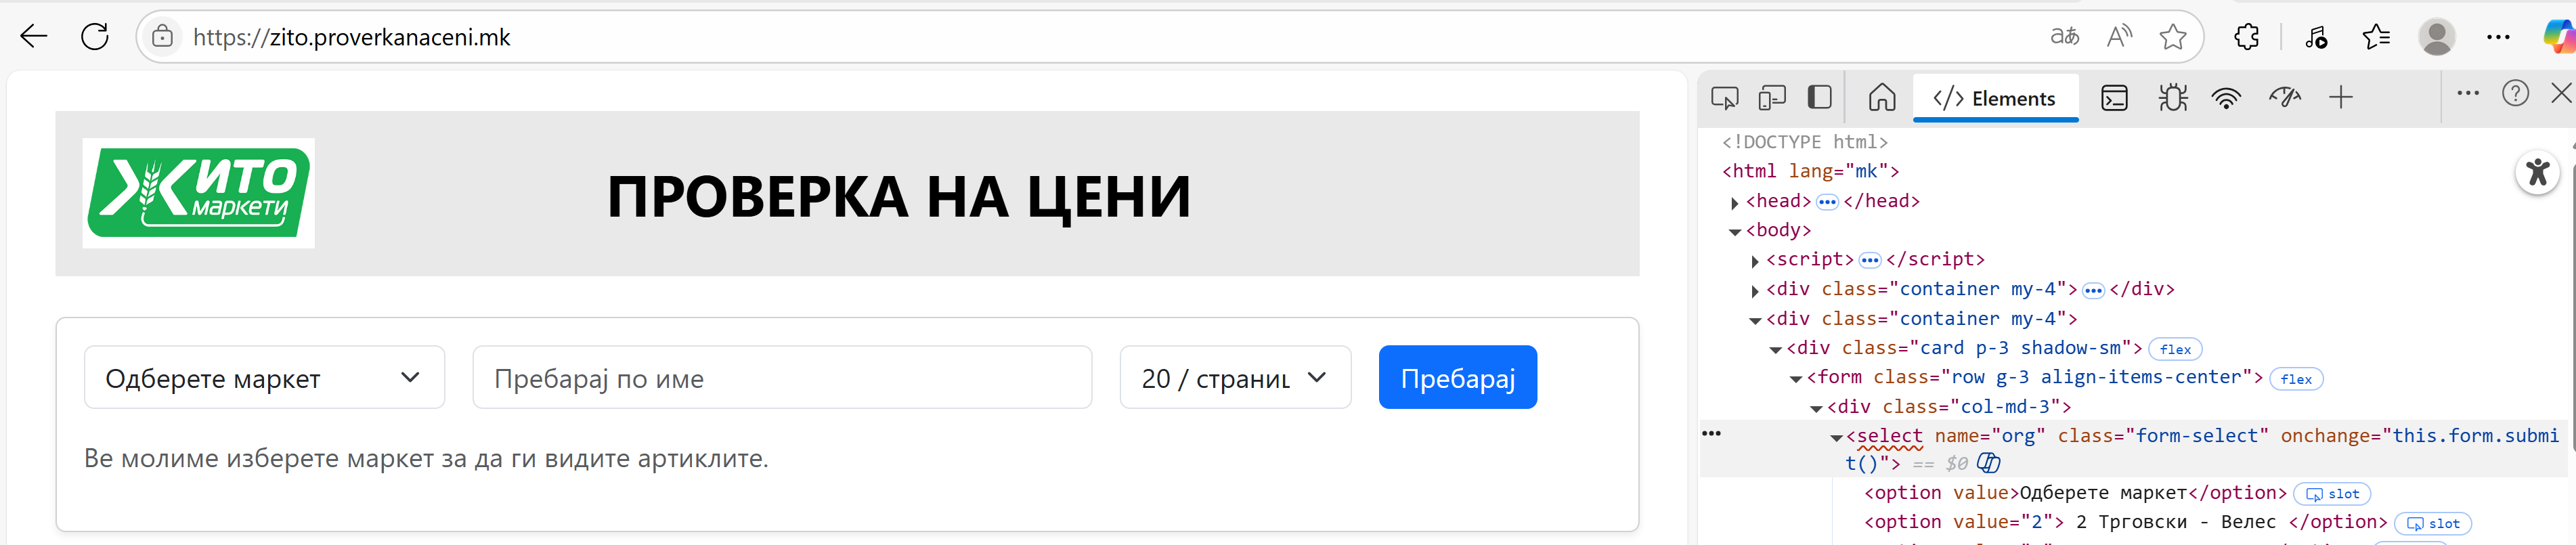 https://zito.proverkanaceni.mk
Elements
ЖИТО
маркети
ПРОВЕРКА НА ЦЕНИ
Одберете маркет
Пребарај по име
20 / страниц
Пребарај
Ве молиме изберете маркет за да ги видите артиклите.
<!DOCTYPE html>
<html lang="mk">
<head> ••• </head>
<body>
<script> ••• </script>
<div class="container my-4"> ••• </div>
<div class="container my-4">
<div class="card p-3 shadow-sm"> flex
<form class="row g-3 align-items-center"> flex
<div class="col-md-3">
<select name="org" class="form-select" onchange="this.form.submi
t()"> == $0
<option value>Одберете маркет</option> slot
<option value="2"> 2 Трговски - Велес </option> slot